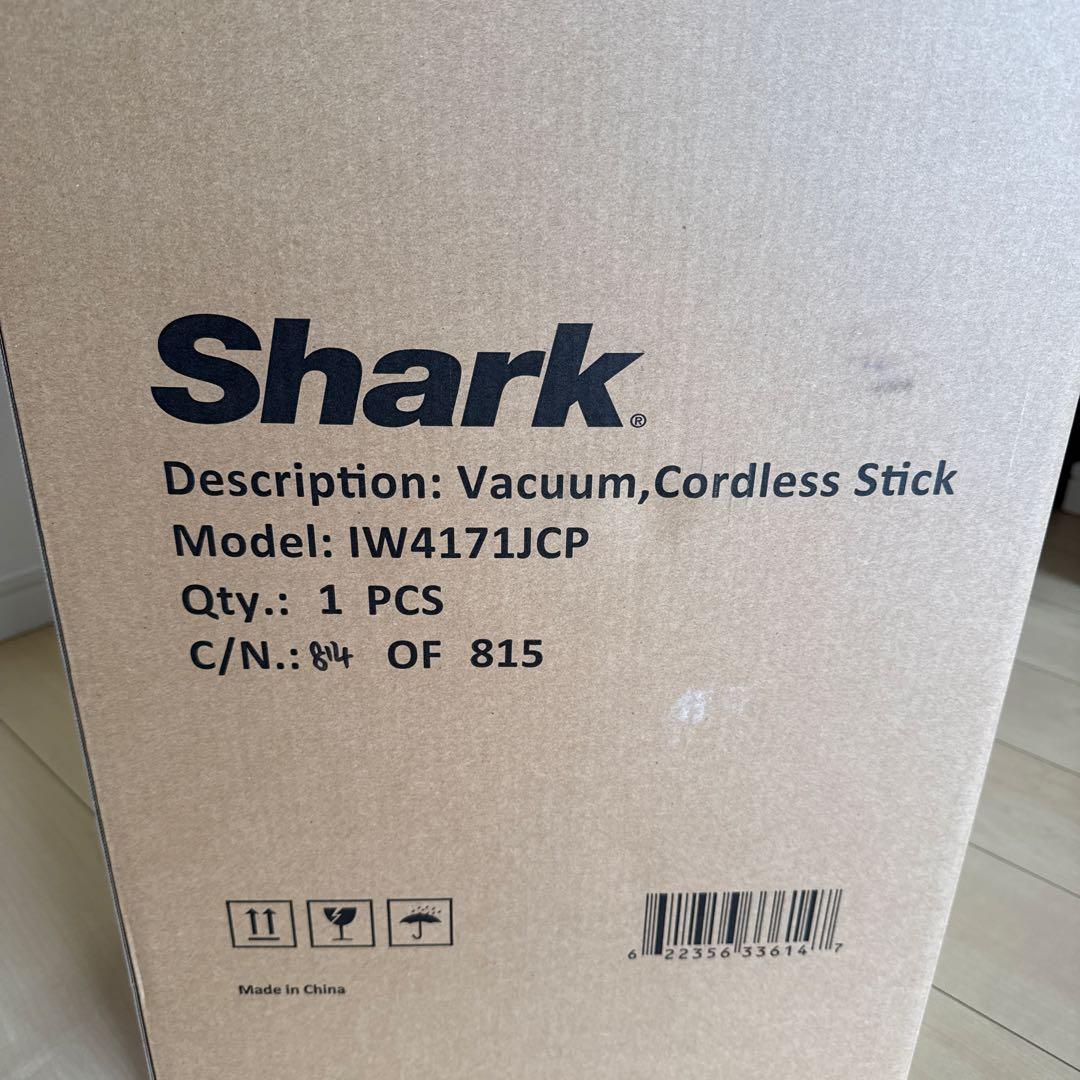 Shark®
Description: Vacuum,Cordless Stick
Model: IW4171JCP
Qty.: 1 PCS
C/N.: 814 OF 815
6 22356 33614 7
Made in China